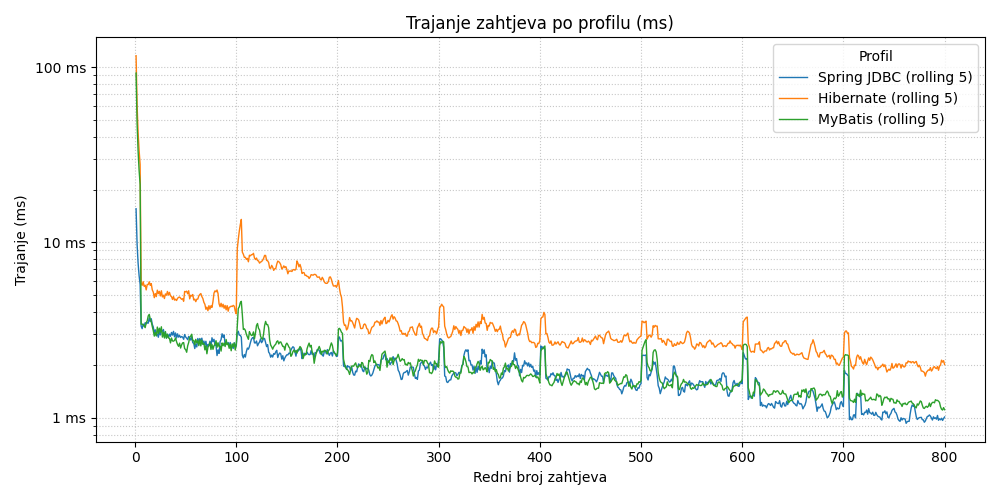 Trajanje zahtjeva po profilu (ms)
Profil
Spring JDBC (rolling 5)
Hibernate (rolling 5)
MyBatis (rolling 5)
Trajanje (ms)
100 ms
10 ms
1 ms
0 100 200 300 400 500 600 700 800
Redni broj zahtjeva